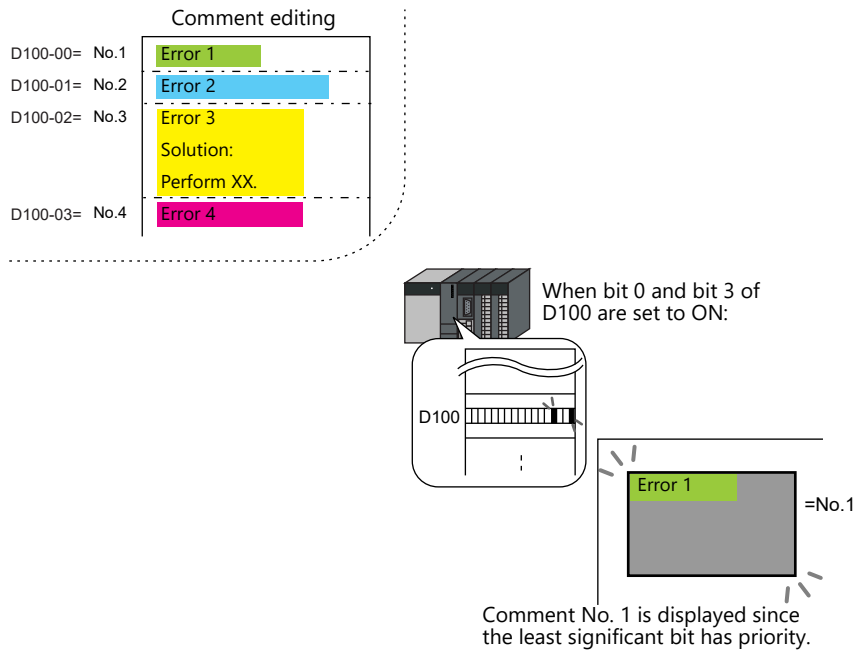 Comment editing
D100-00= No.1 Error 1
D100-01= No.2 Error 2
D100-02= No.3 Error 3
Solution:
Perform XX.
D100-03= No.4 Error 4
When bit 0 and bit 3 of
D100 are set to ON:
D100
Error 1
=No.1
Comment No. 1 is displayed since
the least significant bit has priority.